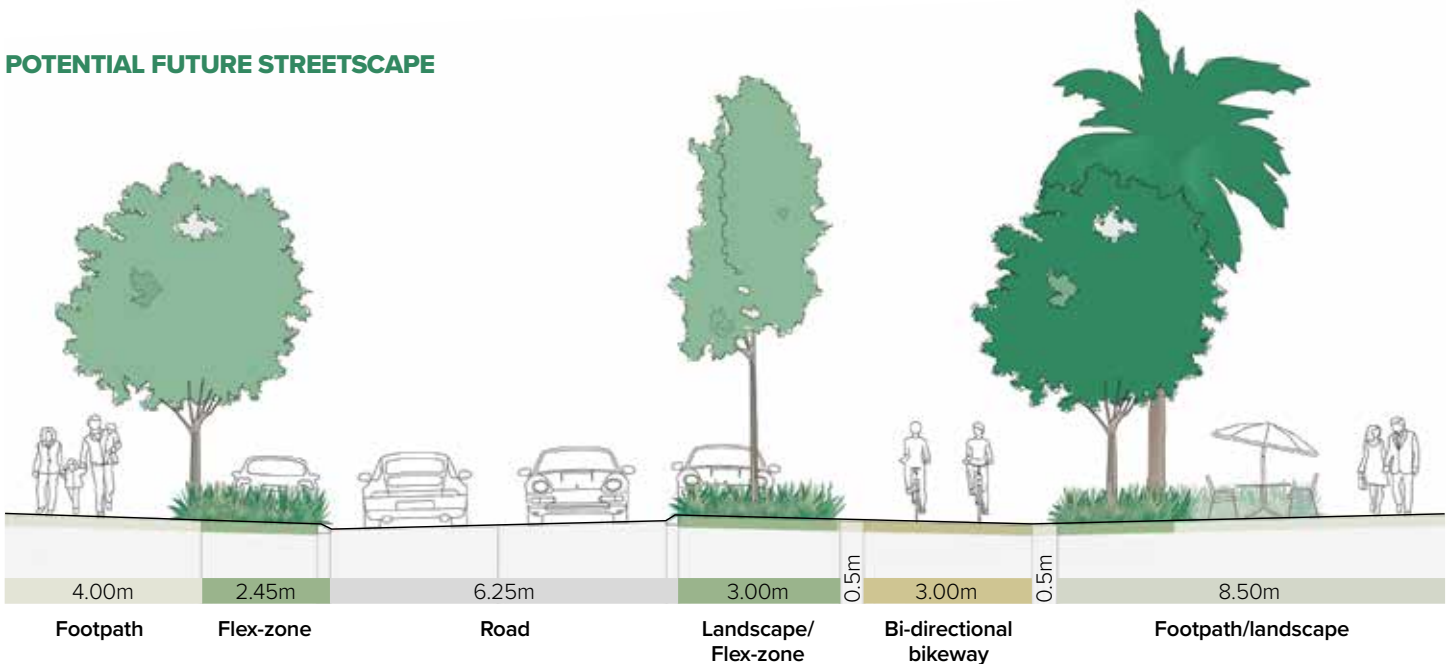 POTENTIAL FUTURE STREETSCAPE
4.00m
2.45m
6.25m
3.00m
0.5m
3.00m
0.5m
8.50m
Footpath
Flex-zone
Road
Landscape/
Flex-zone
Bi-directional
bikeway
Footpath/landscape